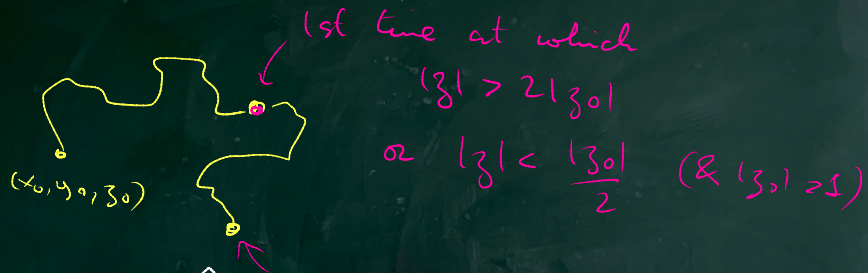 1st time at which
|z| > 2|z0|
or |z| < |z0|/2 (& |z0| ≥ 1)
(x0, y0, z0)